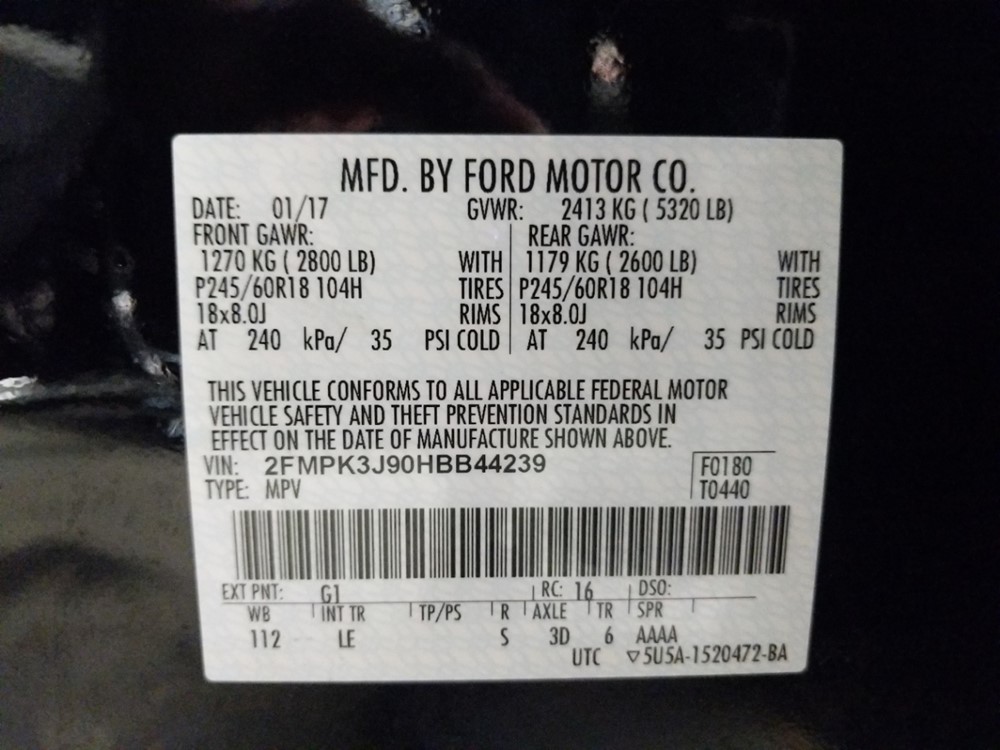 MFD. BY FORD MOTOR CO.
DATE: 01/17 GVWR: 2413 KG ( 5320 LB)
FRONT GAWR: REAR GAWR:
1270 KG ( 2800 LB) WITH 1179 KG ( 2600 LB) WITH
P245/60R18 104H TIRES P245/60R18 104H TIRES
18x8.0J RIMS 18x8.0J RIMS
AT 240 kPa/ 35 PSI COLD AT 240 kPa/ 35 PSI COLD
THIS VEHICLE CONFORMS TO ALL APPLICABLE FEDERAL MOTOR
VEHICLE SAFETY AND THEFT PREVENTION STANDARDS IN
EFFECT ON THE DATE OF MANUFACTURE SHOWN ABOVE.
VIN: 2FMPK3J90HBB44239 F0180
TYPE: MPV T0440
EXT PNT: G1 RC: 16 DSO:
WB INT TR TP/PS R AXLE TR SPR
112 LE S 3D 6 AAAA
UTC ▽5U5A-1520472-BA